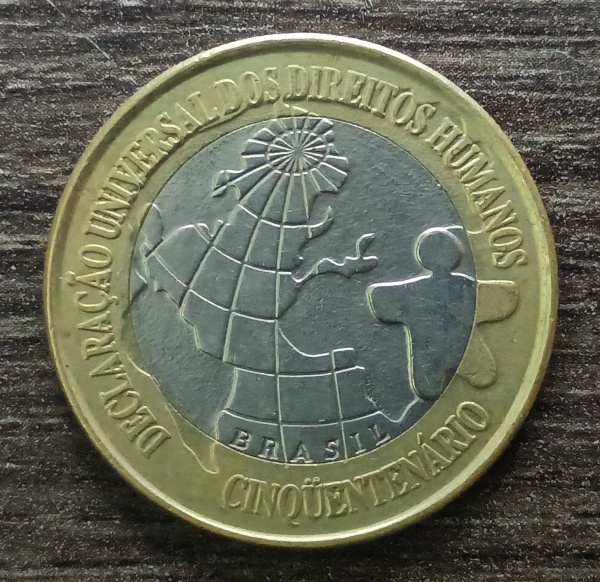 DECLARAÇÃO UNIVERSAL DOS DIREITOS HUMANOS
BRASIL
CINQÜENTENÁRIO